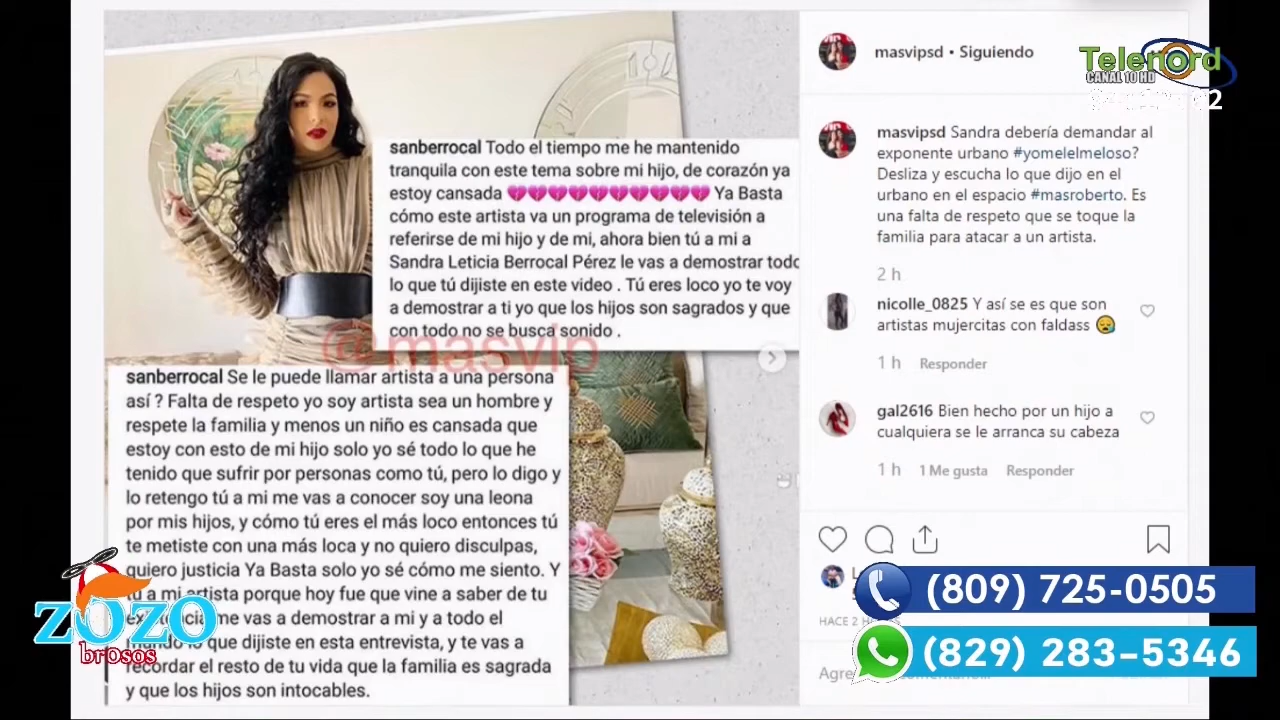 sanberrocal Todo el tiempo me he mantenido
tranquila con este tema sobre mi hijo, de corazón ya
estoy cansada 💔💔💔💔💔💔💔💔💔💔 Ya Basta
cómo este artista va un programa de televisión a
referirse de mi hijo y de mi, ahora bien tú a mi a
Sandra Leticia Berrocal Pérez le vas a demostrar todo
lo que tú dijiste en este video . Tú eres loco yo te voy
a demostrar a ti yo que los hijos son sagrados y que
con todo no se busca sonido .
@masvip
sanberrocal Se le puede llamar artista a una persona
así ? Falta de respeto yo soy artista sea un hombre y
respete la familia y menos un niño es cansada que
estoy con esto de mi hijo solo yo sé todo lo que he
tenido que sufrir por personas como tú, pero lo digo y
lo retengo tú a mi me vas a conocer soy una leona
por mis hijos, y cómo tú eres el más loco entonces tú
te metiste con una más loca y no quiero disculpas,
quiero justicia Ya Basta solo yo sé cómo me siento. Y
tú a mi artista porque hoy fue que vine a saber de tu
me vas a demostrar a mi y a todo el
lo que dijiste en esta entrevista, y te vas a
recordar el resto de tu vida que la familia es sagrada
y que los hijos son intocables.
masvipsd • Siguiendo
masvipsd Sandra debería demandar al
exponente urbano #yomelelmeloso?
Desliza y escucha lo que dijo en el
urbano en el espacio #masroberto. Es
una falta de respeto que se toque la
familia para atacar a un artista.
2 h
nicolle_0825 Y así se es que son
artistas mujercitas con faldass 😪
1 h Responder
gal2616 Bien hecho por un hijo a
cualquiera se le arranca su cabeza
1 h 1 Me gusta Responder
HACE 2
Telenord
CANAL 10 HD
(809) 725-0505
(829) 283-5346
ZOZO
brosos